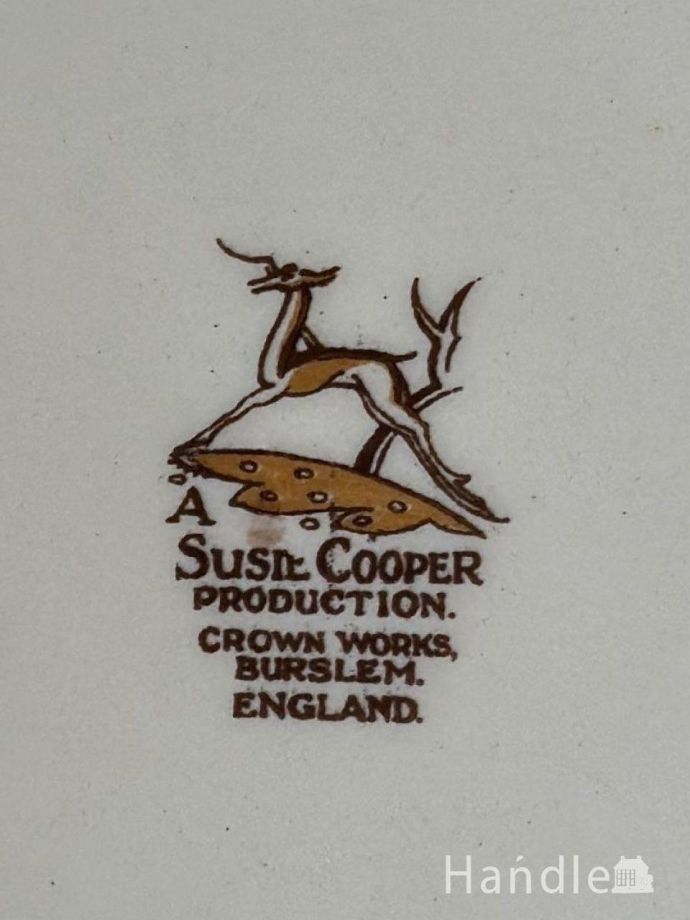 A
SUSIE COOPER
PRODUCTION.
CROWN WORKS,
BURSLEM.
ENGLAND.
Handle